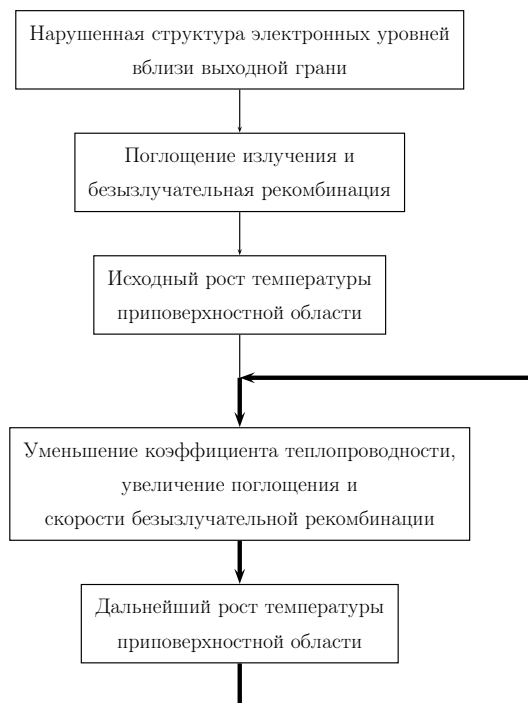 Нарушенная структура электронных уровней
вблизи выходной грани
Поглощение излучения и
безызлучательная рекомбинация
Исходный рост температуры
приповерхностной области
Уменьшение коэффициента теплопроводности,
увеличение поглощения и
скорости безызлучательной рекомбинации
Дальнейший рост температуры
приповерхностной области